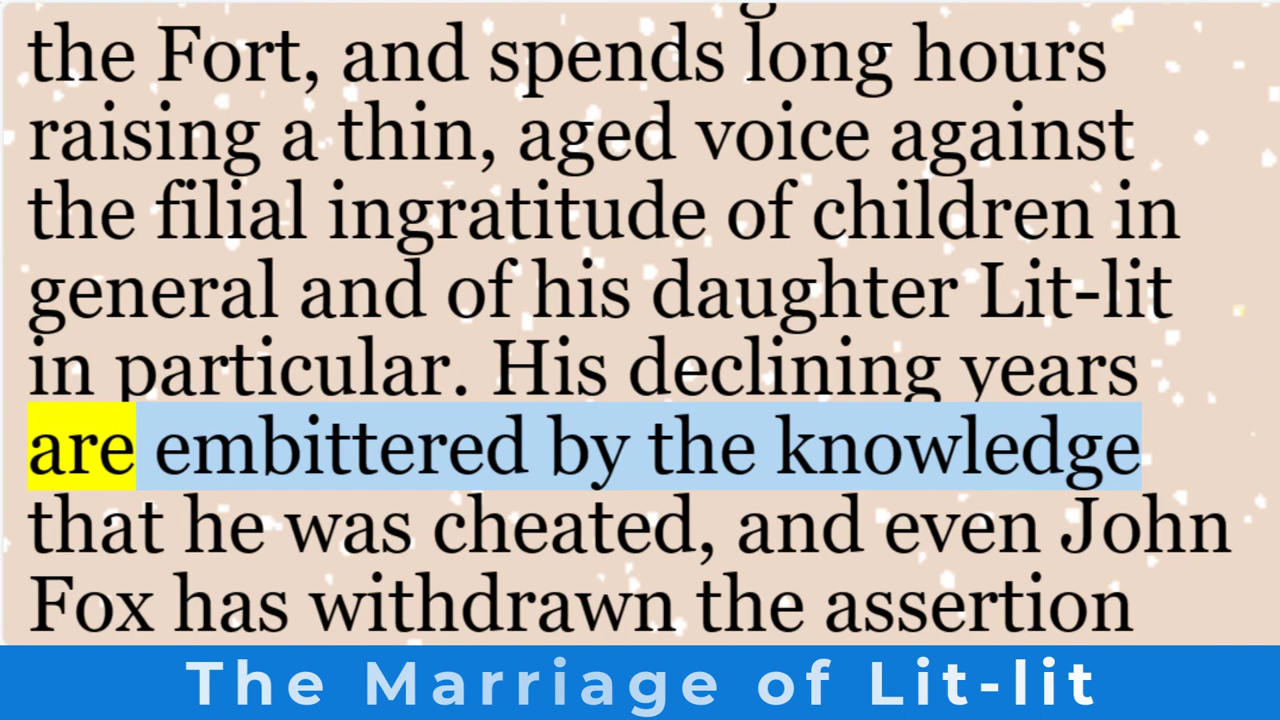 the Fort, and spends long hours
raising a thin, aged voice against
the filial ingratitude of children in
general and of his daughter Lit-lit
in particular. His declining years
are embittered by the knowledge
that he was cheated, and even John
Fox has withdrawn the assertion
The Marriage of Lit-lit